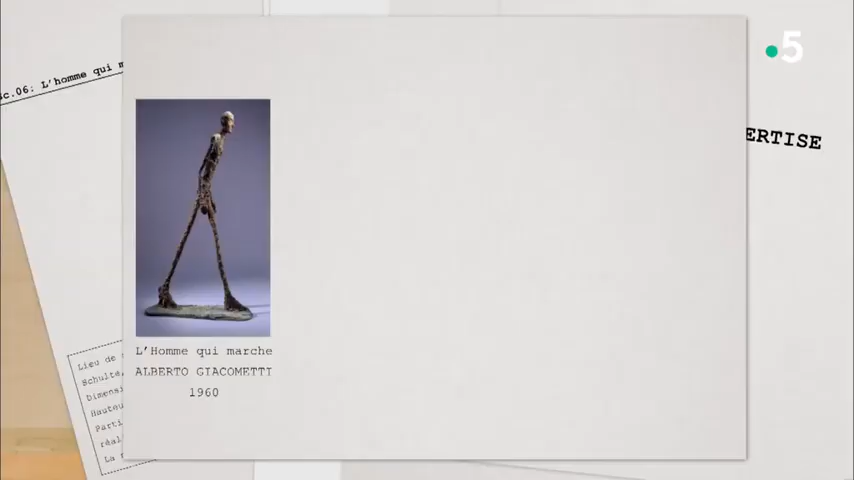 5
Sc.06: L'homme qui m
ERTISE
L'Homme qui marche
ALBERTO GIACOMETTI
1960
Lieu de
Schulte,
Dimensi
Hauteu
Parti
réal
La